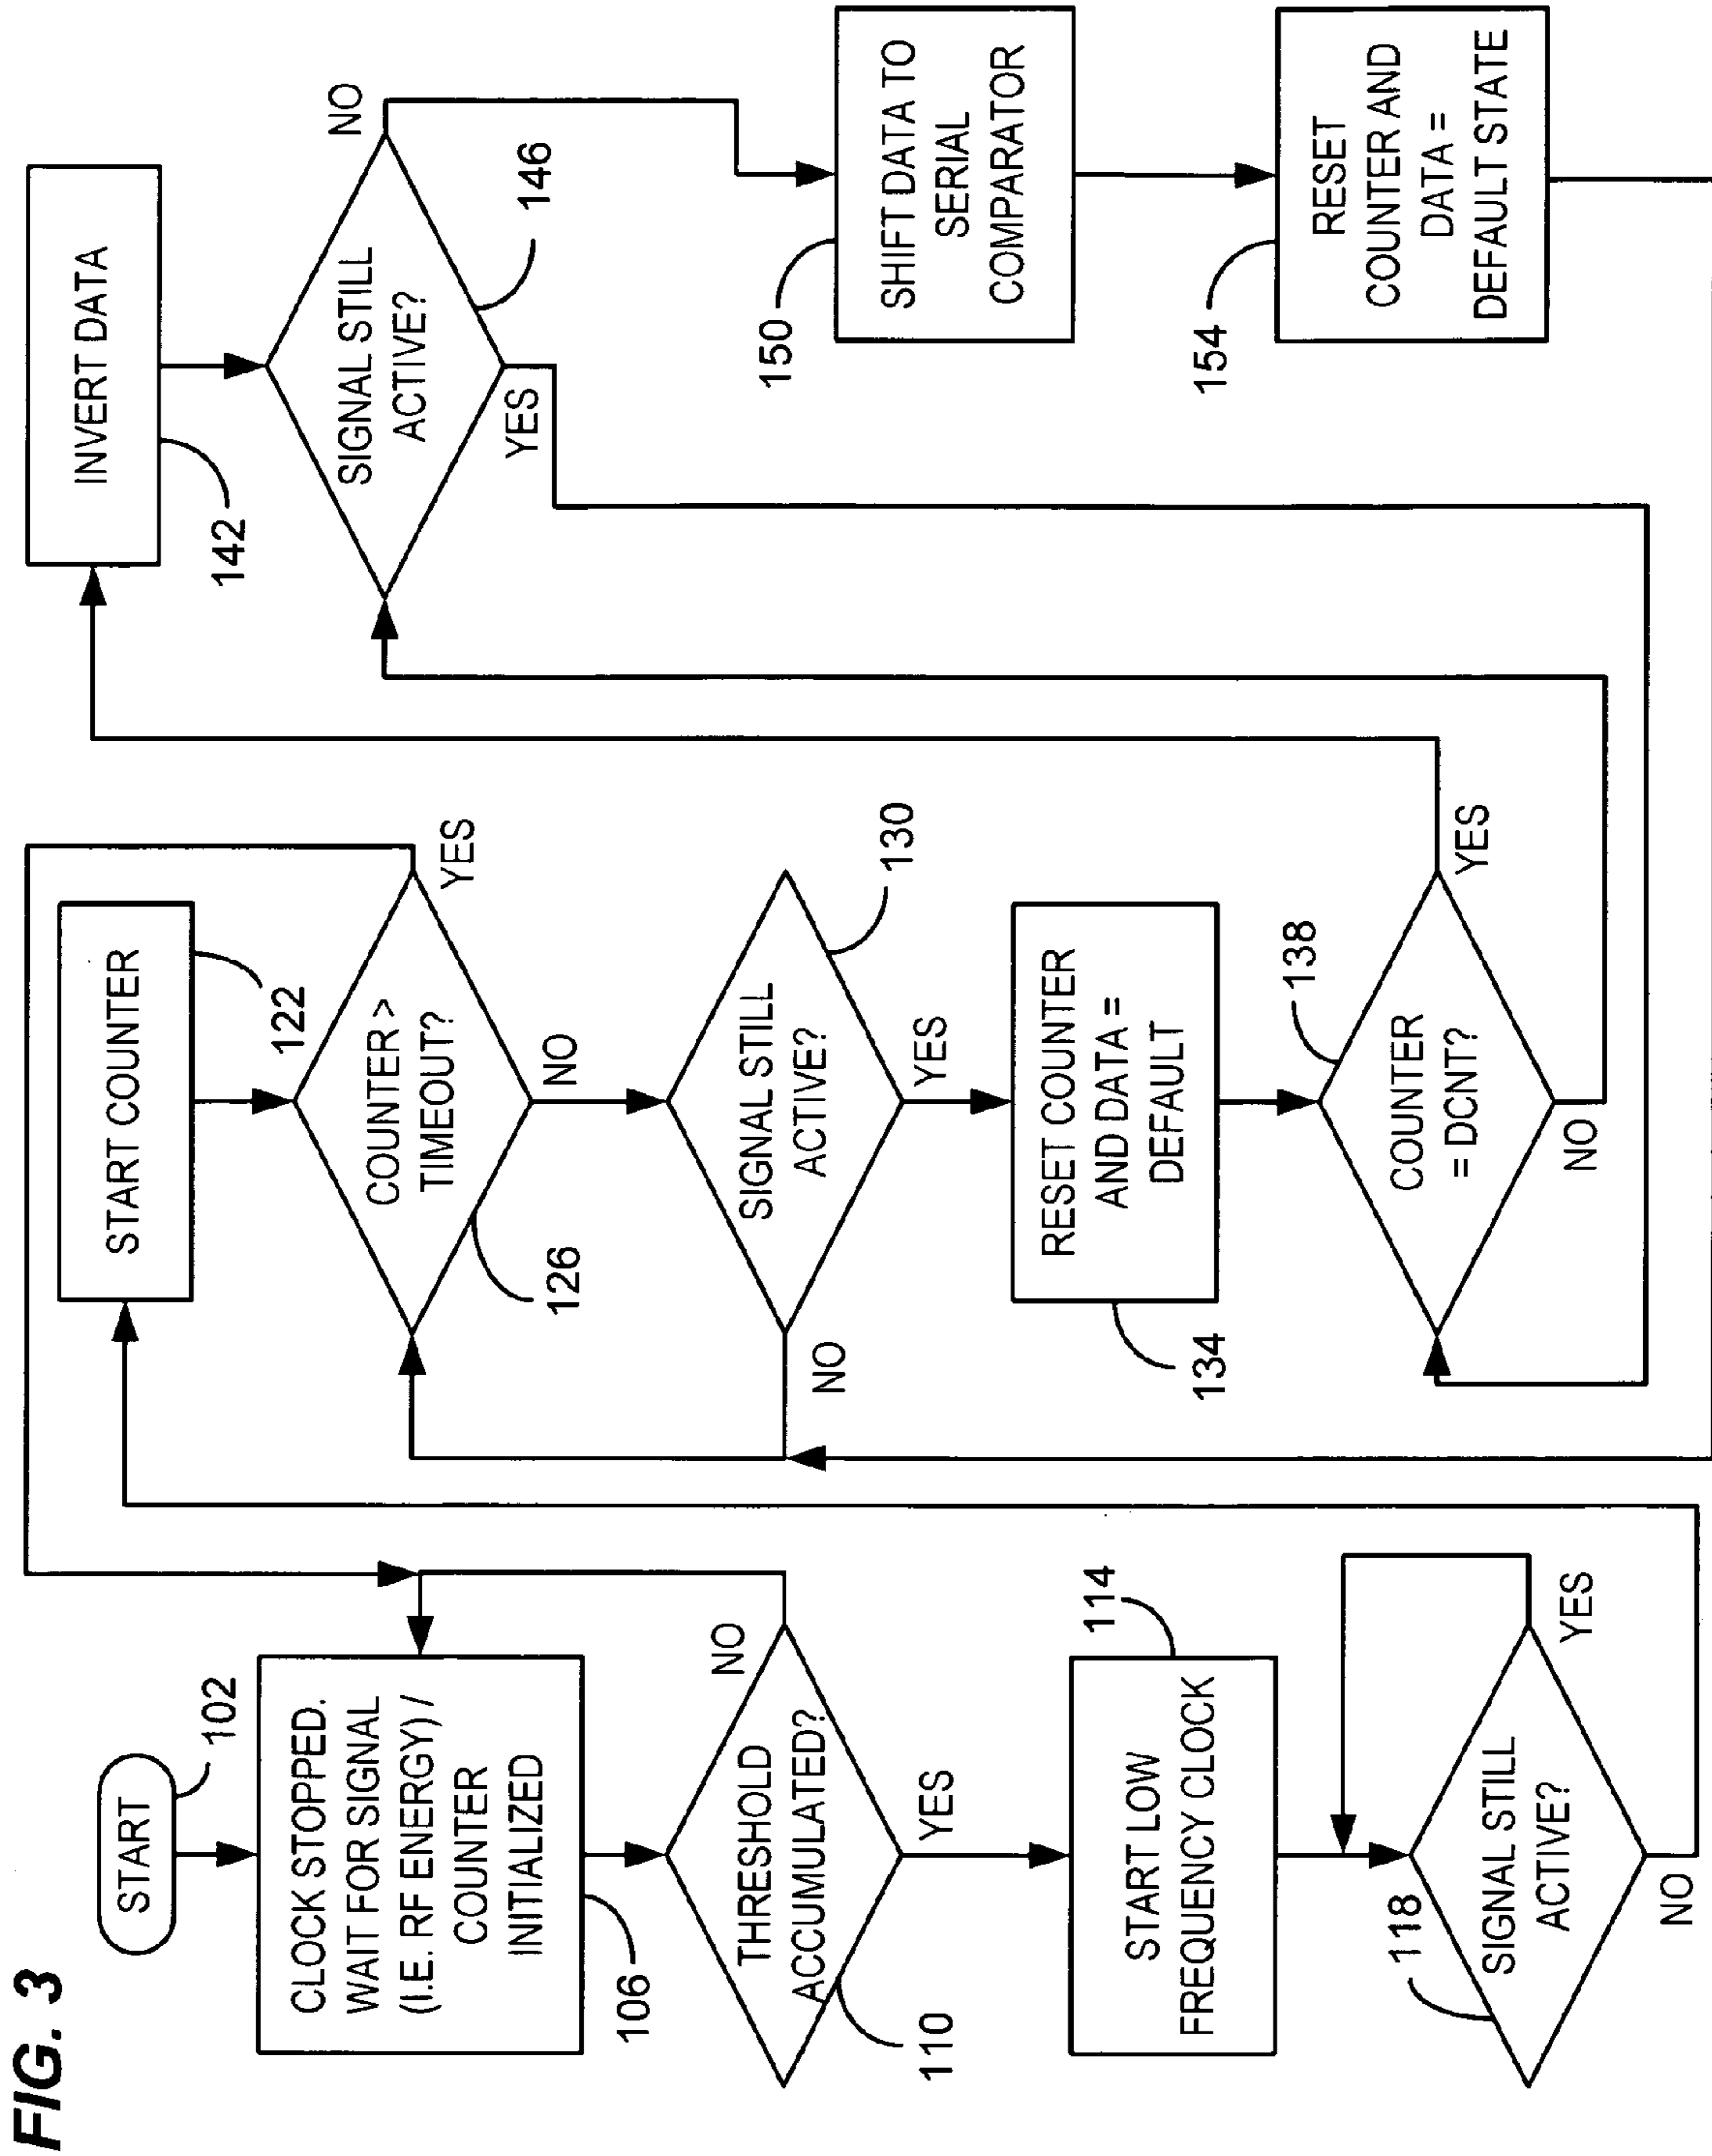 FIG. 3
START
102
CLOCK STOPPED.
WAIT FOR SIGNAL
(I.E. RF ENERGY) /
COUNTER
INITIALIZED
106
THRESHOLD
ACCUMULATED?
NO
110
YES
START LOW
FREQUENCY CLOCK
114
SIGNAL STILL
ACTIVE?
118
YES
NO
START COUNTER
122
COUNTER >
TIMEOUT?
YES
126
NO
SIGNAL STILL
ACTIVE?
130
NO
YES
RESET COUNTER
AND DATA =
DEFAULT
134
COUNTER
= DCNT?
138
YES
NO
INVERT DATA
142
SIGNAL STILL
ACTIVE?
NO
146
YES
SHIFT DATA TO
SERIAL
COMPARATOR
150
RESET
COUNTER AND
DATA =
DEFAULT STATE
154